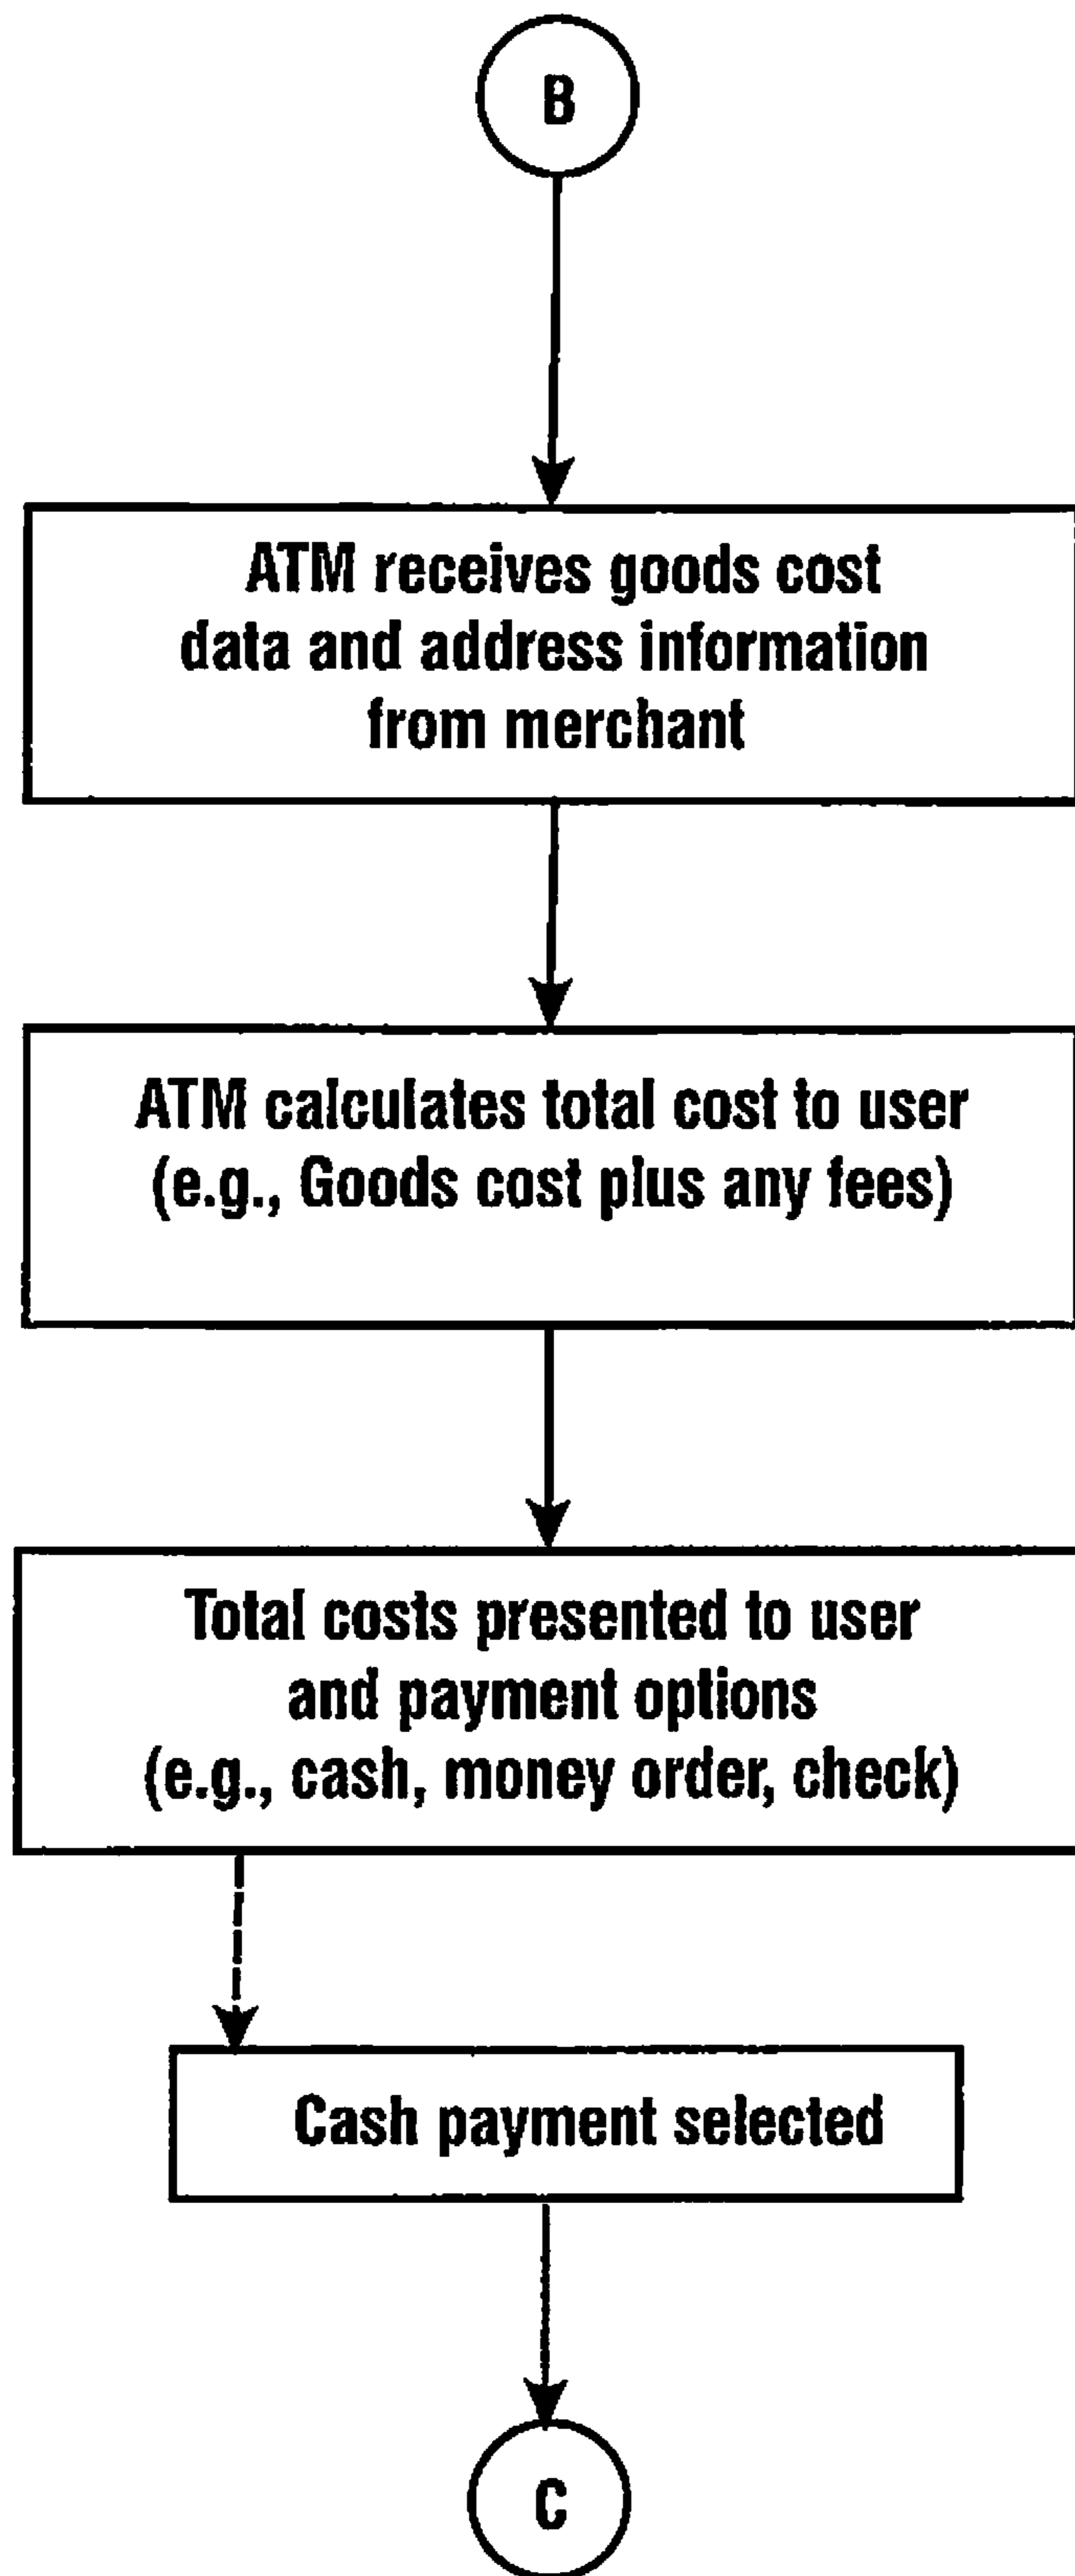 B
ATM receives goods cost
data and address information
from merchant
ATM calculates total cost to user
(e.g., Goods cost plus any fees)
Total costs presented to user
and payment options
(e.g., cash, money order, check)
Cash payment selected
C